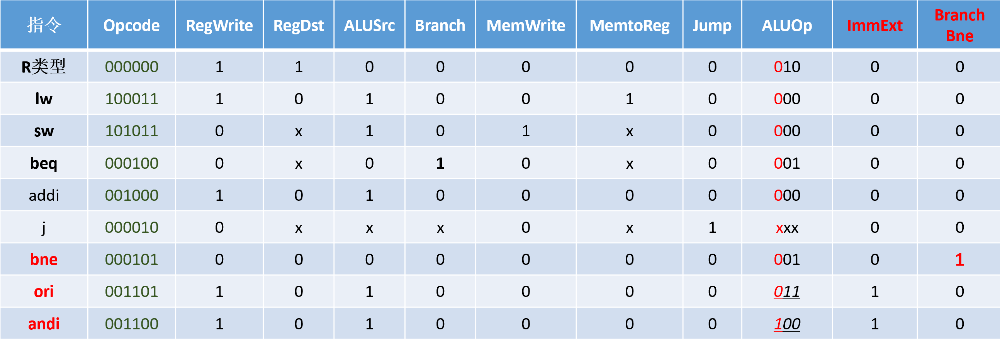 指令 Opcode RegWrite RegDst ALUSrc Branch MemWrite MemtoReg Jump ALUOp ImmExt Branch
Bne
R类型 000000 1 1 0 0 0 0 0 010 0 0
lw 100011 1 0 1 0 0 1 0 000 0 0
sw 101011 0 x 1 0 1 x 0 000 0 0
beq 000100 0 x 0 1 0 x 0 001 0 0
addi 001000 1 0 1 0 0 0 0 000 0 0
j 000010 0 x x x 0 x 1 xxx 0 0
bne 000101 0 0 0 0 0 0 0 001 0 1
ori 001101 1 0 1 0 0 0 0 011 1 0
andi 001100 1 0 1 0 0 0 0 100 1 0